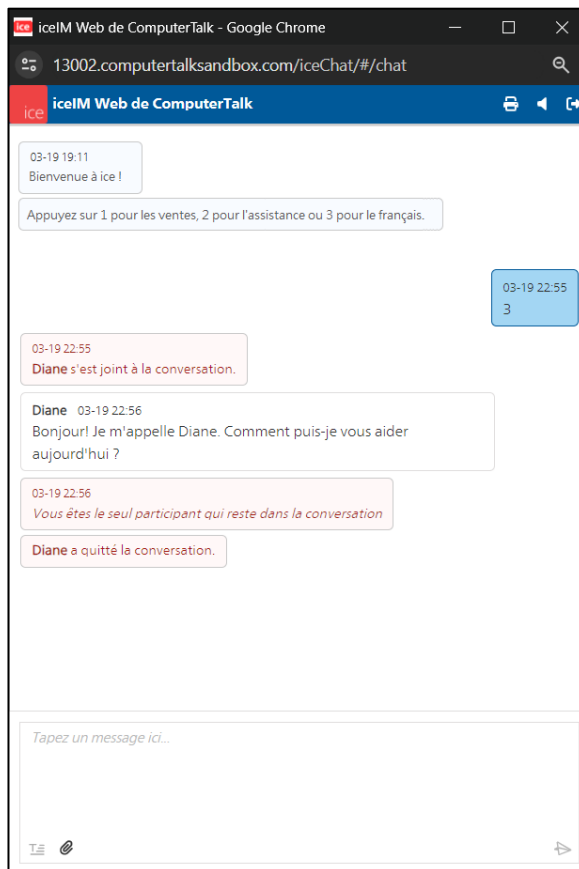 ice iceIM Web de ComputerTalk - Google Chrome
13002.computertalksandbox.com/iceChat/#/chat
ice iceIM Web de ComputerTalk
03-19 19:11
Bienvenue à ice !
Appuyez sur 1 pour les ventes, 2 pour l'assistance ou 3 pour le français.
03-19 22:55
3
03-19 22:55
Diane s'est joint à la conversation.
Diane 03-19 22:56
Bonjour! Je m'appelle Diane. Comment puis-je vous aider
aujourd'hui ?
03-19 22:56
Vous êtes le seul participant qui reste dans la conversation
Diane a quitté la conversation.
Tapez un message ici...